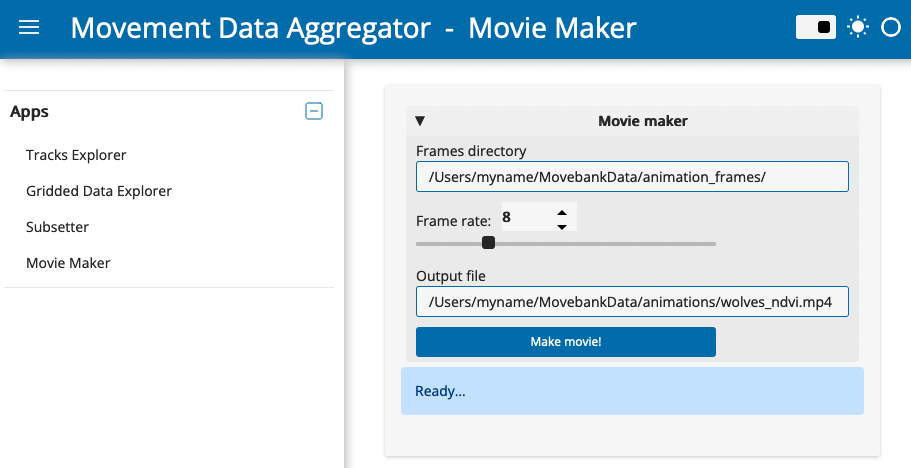 Movement Data Aggregator - Movie Maker
Apps
Tracks Explorer
Gridded Data Explorer
Subsetter
Movie Maker
Movie maker
Frames directory
/Users/myname/MovebankData/animation_frames/
Frame rate: 8
Output file
/Users/myname/MovebankData/animations/wolves_ndvi.mp4
Make movie!
Ready...